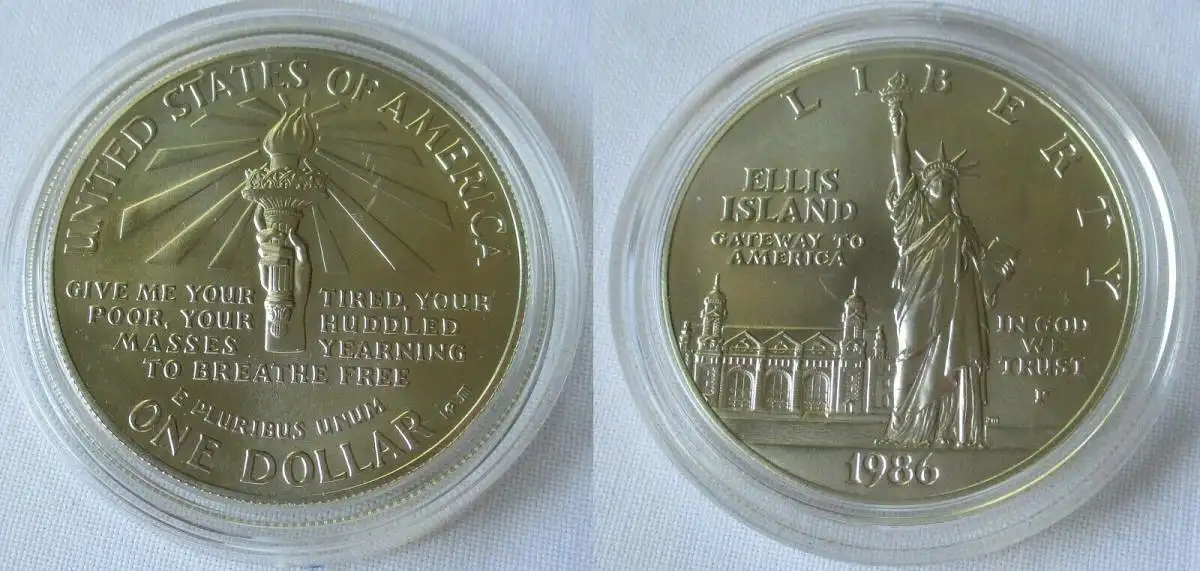 UNITED STATES OF AMERICA
GIVE ME YOUR TIRED, YOUR
POOR, YOUR HUDDLED
MASSES YEARNING
TO BREATHE FREE
E PLURIBUS UNUM
ONE DOLLAR
LIBERTY
ELLIS
ISLAND
GATEWAY TO
AMERICA
IN GOD
WE
TRUST
P
1986